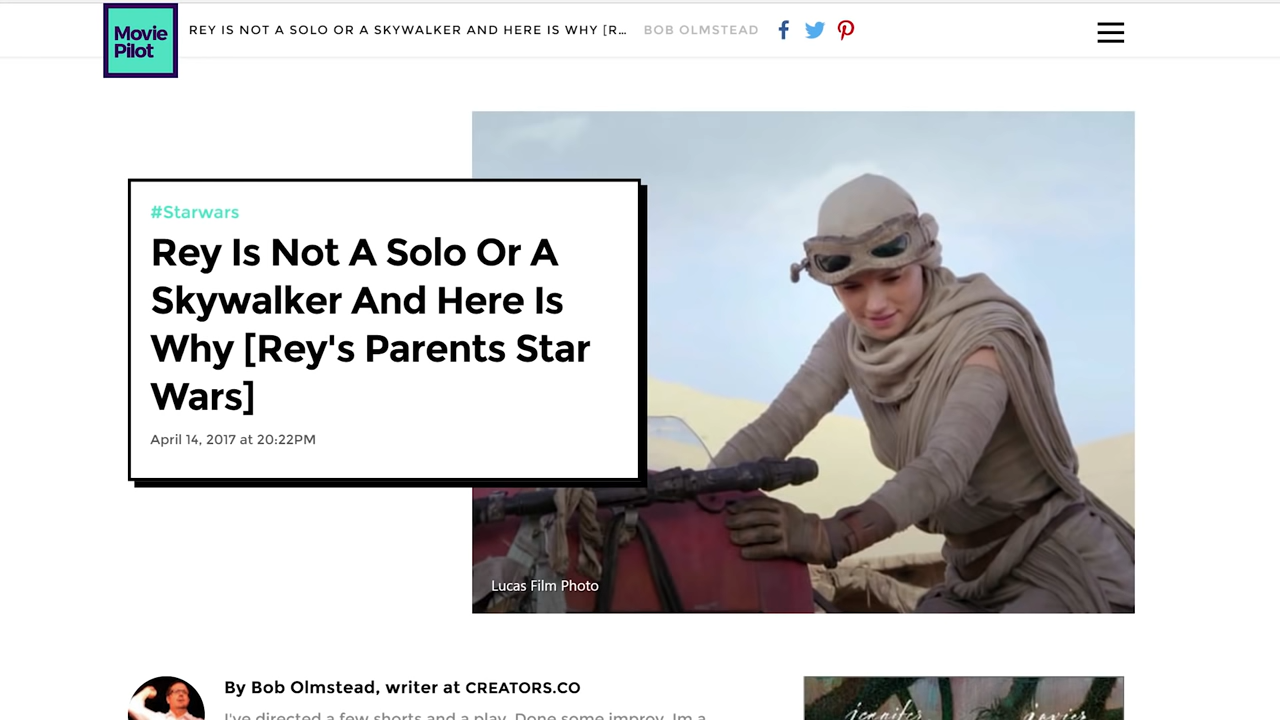 Movie
Pilot
REY IS NOT A SOLO OR A SKYWALKER AND HERE IS WHY [R...
BOB OLMSTEAD
#Starwars
Rey Is Not A Solo Or A
Skywalker And Here Is
Why [Rey's Parents Star
Wars]
April 14, 2017 at 20:22PM
Lucas Film Photo
By Bob Olmstead, writer at CREATORS.CO
I've directed a few shorts and a play. Done some improv. Im a
jennifer
javier